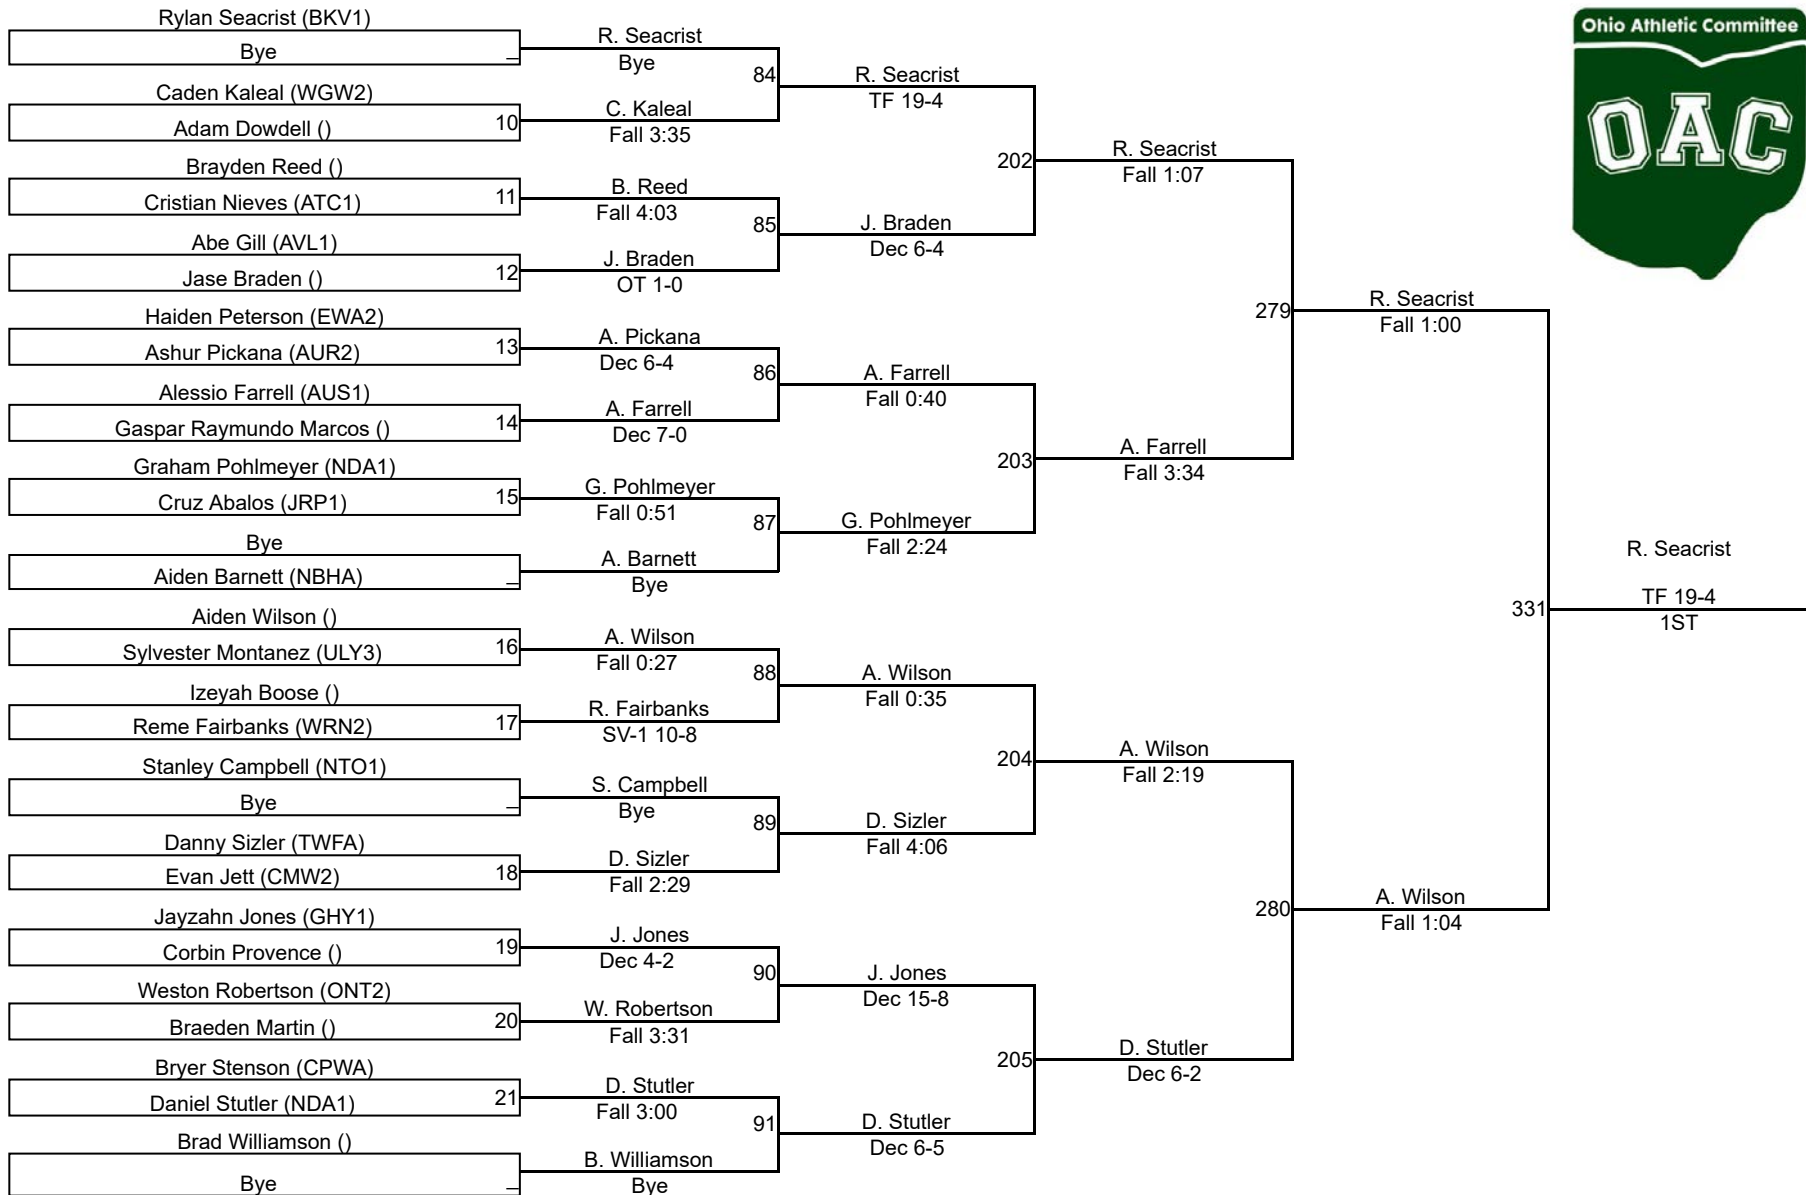 Ohio Athletic Committee
OAC
Rylan Seacrist (BKV1)
Bye _
Caden Kaleal (WGW2)
Adam Dowdell () 10
Brayden Reed ()
Cristian Nieves (ATC1) 11
Abe Gill (AVL1)
Jase Braden () 12
Haiden Peterson (EWA2)
Ashur Pickana (AUR2) 13
Alessio Farrell (AUS1)
Gaspar Raymundo Marcos () 14
Graham Pohlmeyer (NDA1)
Cruz Abalos (JRP1) 15
Bye
Aiden Barnett (NBHA) _
Aiden Wilson ()
Sylvester Montanez (ULY3) 16
Izeyah Boose ()
Reme Fairbanks (WRN2) 17
Stanley Campbell (NTO1)
Bye _
Danny Sizler (TWFA)
Evan Jett (CMW2) 18
Jayzahn Jones (GHY1)
Corbin Provence () 19
Weston Robertson (ONT2)
Braeden Martin () 20
Bryer Stenson (CPWA)
Daniel Stutler (NDA1) 21
Brad Williamson ()
Bye _
R. Seacrist
Bye
84
C. Kaleal
Fall 3:35
B. Reed
Fall 4:03
85
J. Braden
OT 1-0
A. Pickana
Dec 6-4
86
A. Farrell
Dec 7-0
G. Pohlmeyer
Fall 0:51
87
A. Barnett
Bye
A. Wilson
Fall 0:27
88
R. Fairbanks
SV-1 10-8
S. Campbell
Bye
89
D. Sizler
Fall 2:29
J. Jones
Dec 4-2
90
W. Robertson
Fall 3:31
D. Stutler
Fall 3:00
91
B. Williamson
Bye
R. Seacrist
TF 19-4
202
J. Braden
Dec 6-4
A. Farrell
Fall 0:40
203
G. Pohlmeyer
Fall 2:24
A. Wilson
Fall 0:35
204
D. Sizler
Fall 4:06
J. Jones
Dec 15-8
205
D. Stutler
Dec 6-5
R. Seacrist
Fall 1:07
279
A. Farrell
Fall 3:34
A. Wilson
Fall 2:19
280
D. Stutler
Dec 6-2
R. Seacrist
Fall 1:00
331
A. Wilson
Fall 1:04
R. Seacrist
TF 19-4
1ST